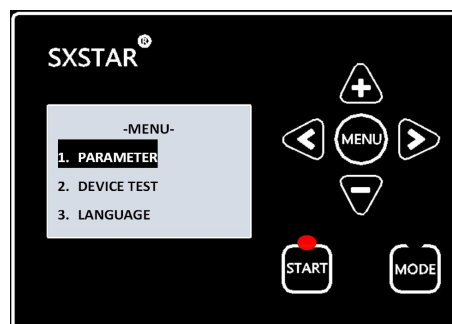 SXSTAR®
-MENU-
1. PARAMETER
2. DEVICE TEST
3. LANGUAGE
+
< MENU >
-
START
MODE